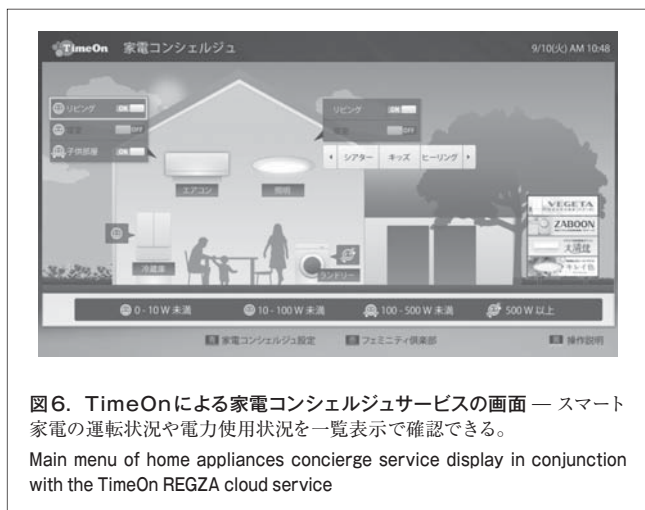 TimeOn 家電コンシェルジュ 9/10(火) AM 10:48
リビング ON
寝室 OFF
子供部屋 ON
リビング ON
寝室 OFF
シアター キッズ ヒーリング
エアコン
照明
冷蔵庫
ランドリー
VEGETA
ZABOON
大清快
キレイ色
0 - 10 W 未満 10 - 100 W 未満 100 - 500 W 未満 500 W 以上
家電コンシェルジュ設定 フェミニティ倶楽部 操作説明
図6. TimeOnによる家電コンシェルジュサービスの画面 — スマート
家電の運転状況や電力使用状況を一覧表示で確認できる。
Main menu of home appliances concierge service display in conjunction
with the TimeOn REGZA cloud service